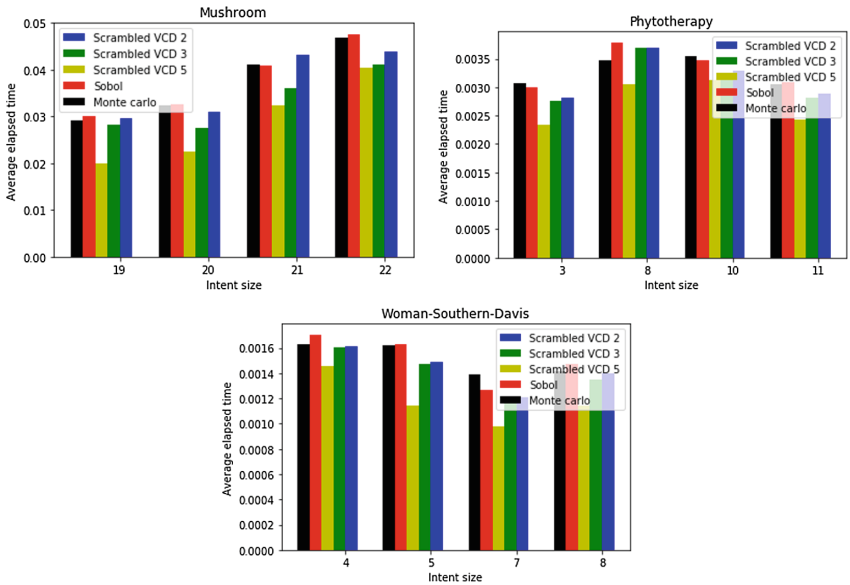 Mushroom
0.05
0.04
0.03
0.02
0.01
0.00
Average elapsed time
Scrambled VCD 2
Scrambled VCD 3
Scrambled VCD 5
Sobol
Monte carlo
19 20 21 22
Intent size
Phytotherapy
0.0035
0.0030
0.0025
0.0020
0.0015
0.0010
0.0005
0.0000
Average elapsed time
Scrambled VCD 2
Scrambled VCD 3
Scrambled VCD 5
Sobol
Monte carlo
3 8 10 11
Intent size
Woman-Southern-Davis
0.0016
0.0014
0.0012
0.0010
0.0008
0.0006
0.0004
0.0002
0.0000
Average elapsed time
Scrambled VCD 2
Scrambled VCD 3
Scrambled VCD 5
Sobol
Monte carlo
4 5 7 8
Intent size